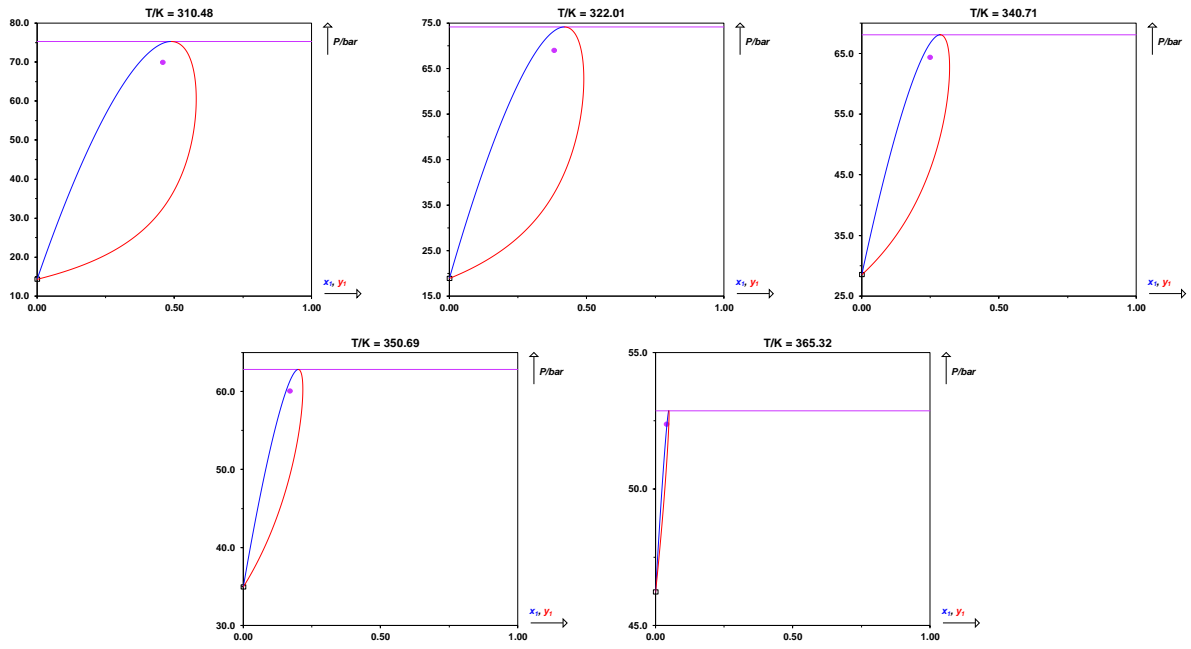 T/K = 310.48
80.0
70.0
60.0
50.0
40.0
30.0
20.0
10.0
P/bar
x₁, y₁
0.00
0.50
1.00
T/K = 322.01
75.0
65.0
55.0
45.0
35.0
25.0
15.0
P/bar
x₁, y₁
0.00
0.50
1.00
T/K = 340.71
65.0
55.0
45.0
35.0
25.0
P/bar
x₁, y₁
0.00
0.50
1.00
T/K = 350.69
60.0
50.0
40.0
30.0
P/bar
x₁, y₁
0.00
0.50
1.00
T/K = 365.32
55.0
50.0
45.0
P/bar
x₁, y₁
0.00
0.50
1.00